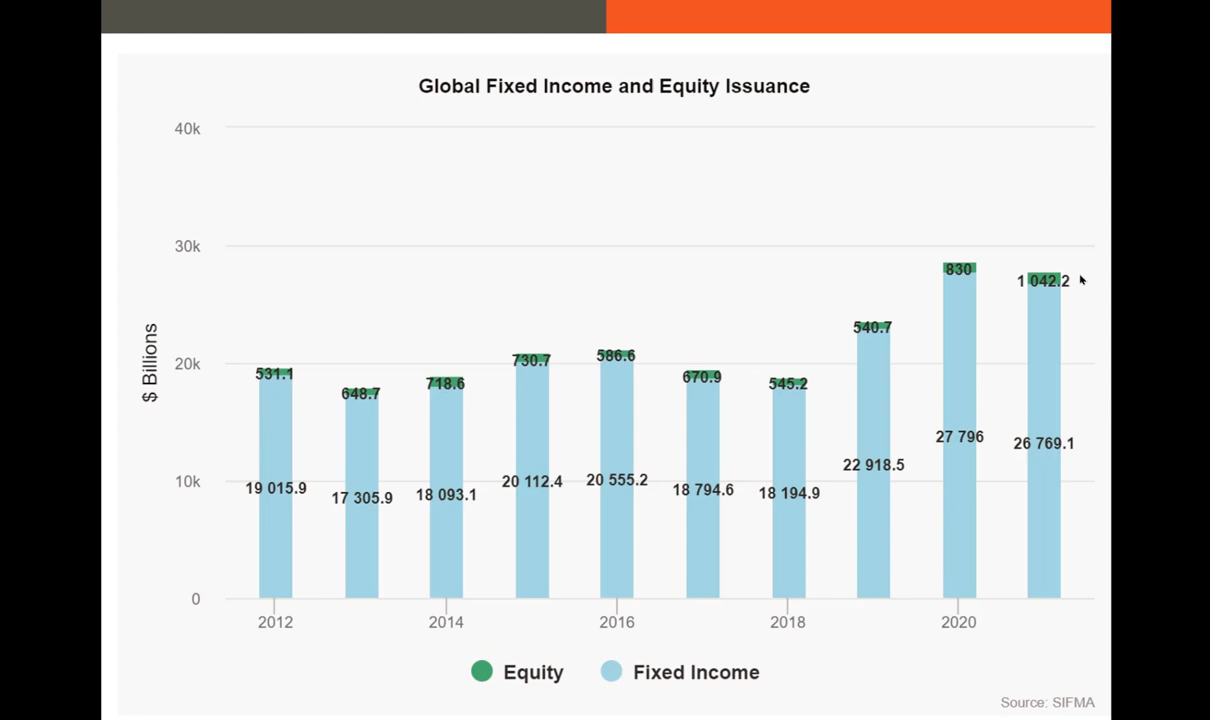 Global Fixed Income and Equity Issuance
40k
30k
20k
10k
0
$ Billions
531.1
648.7
718.6
730.7
586.6
670.9
545.2
540.7
830
1 042.2
19 015.9
17 305.9
18 093.1
20 112.4
20 555.2
18 794.6
18 194.9
22 918.5
27 796
26 769.1
2012
2014
2016
2018
2020
Equity
Fixed Income
Source: SIFMA